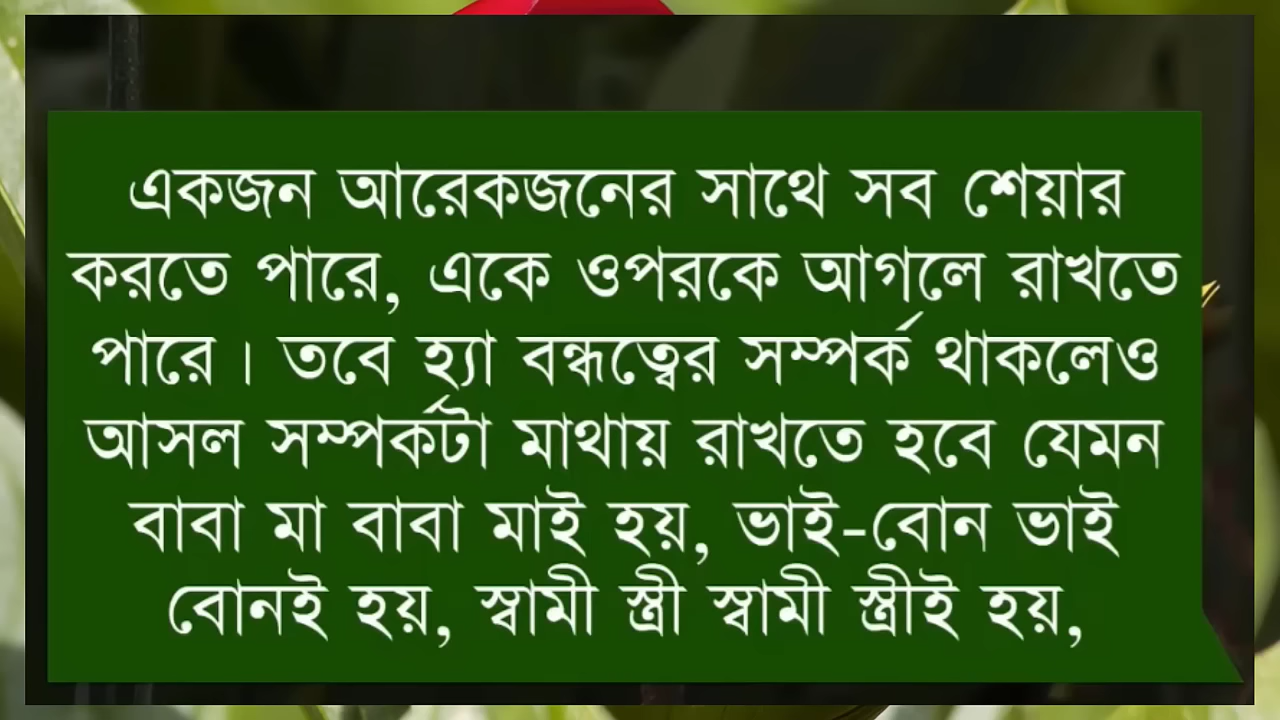 একজন আরেকজনের সাথে সব শেয়ার
করতে পারে, একে ওপরকে আগলে রাখতে
পারে। তবে হ্যা বন্ধত্বের সম্পর্ক থাকলেও
আসল সম্পর্কটা মাথায় রাখতে হবে যেমন
বাবা মা বাবা মাই হয়, ভাই-বোন ভাই
বোনই হয়, স্বামী স্ত্রী স্বামী স্ত্রীই হয়,